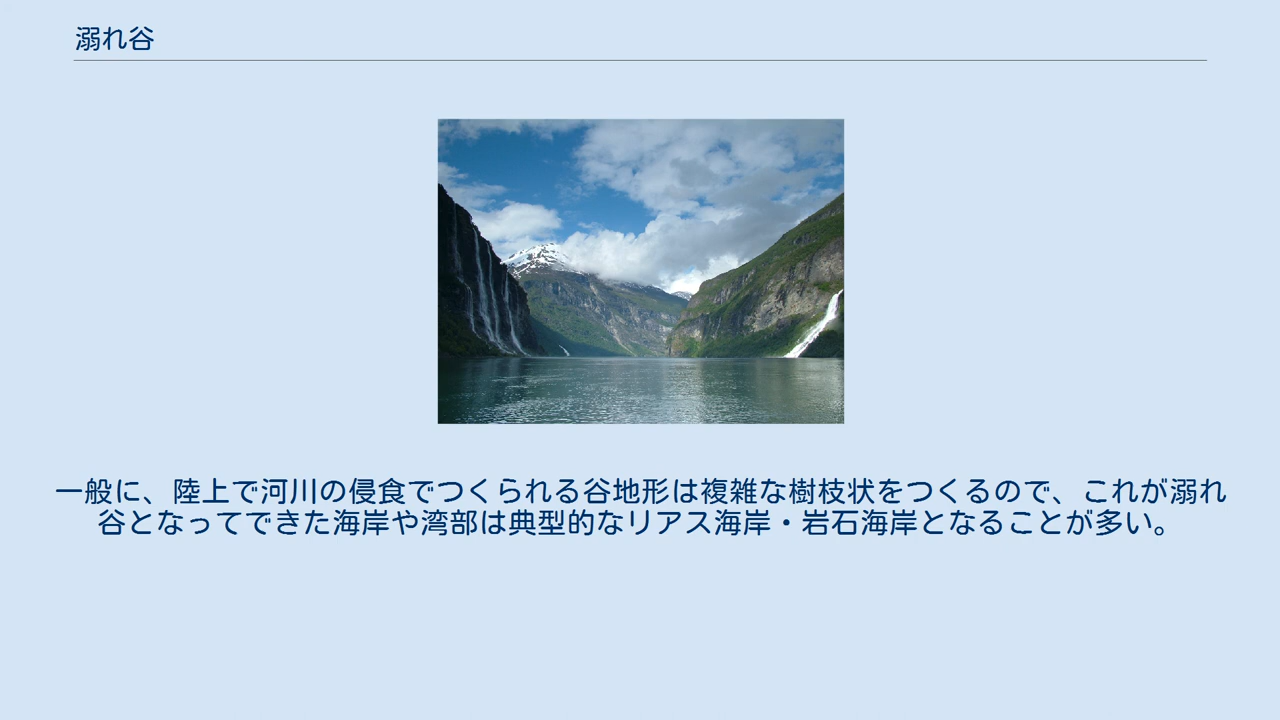 溺れ谷
一般に、陸上で河川の侵食でつくられる谷地形は複雑な樹枝状をつくるので、これが溺れ
谷となってできた海岸や湾部は典型的なリアス海岸・岩石海岸となることが多い。